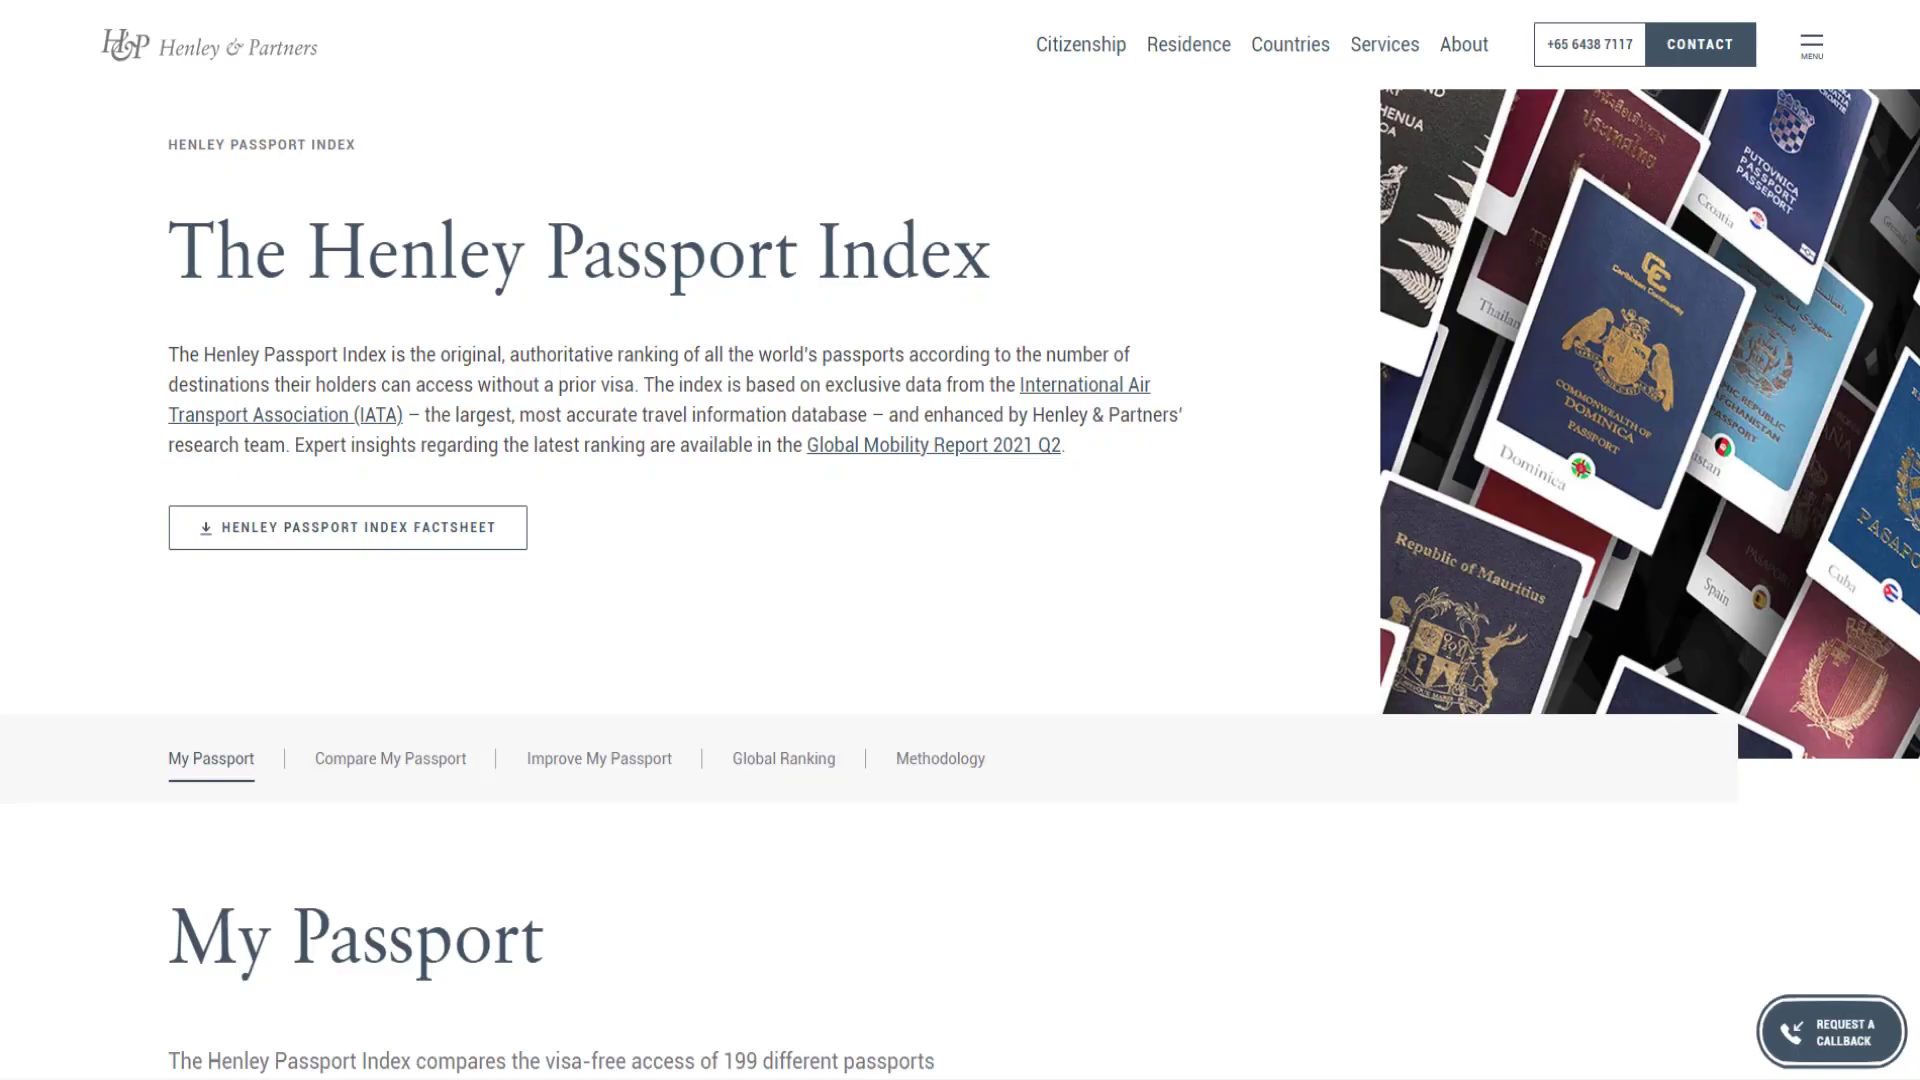 H&P Henley & Partners
Citizenship Residence Countries Services About
+65 6438 7117 CONTACT
MENU
HENLEY PASSPORT INDEX
The Henley Passport Index
The Henley Passport Index is the original, authoritative ranking of all the world's passports according to the number of
destinations their holders can access without a prior visa. The index is based on exclusive data from the International Air
Transport Association (IATA) – the largest, most accurate travel information database – and enhanced by Henley & Partners'
research team. Expert insights regarding the latest ranking are available in the Global Mobility Report 2021 Q2.
HENLEY PASSPORT INDEX FACTSHEET
PUTOVNICA
PASSPORT
PASSEPORT
Croatia
Caribbean Community
COMMONWEALTH OF
DOMINICA
PASSPORT
Dominica
Republic of Mauritius
Spain
Cuba
My Passport
Compare My Passport
Improve My Passport
Global Ranking
Methodology
My Passport
The Henley Passport Index compares the visa-free access of 199 different passports
REQUEST A
CALLBACK